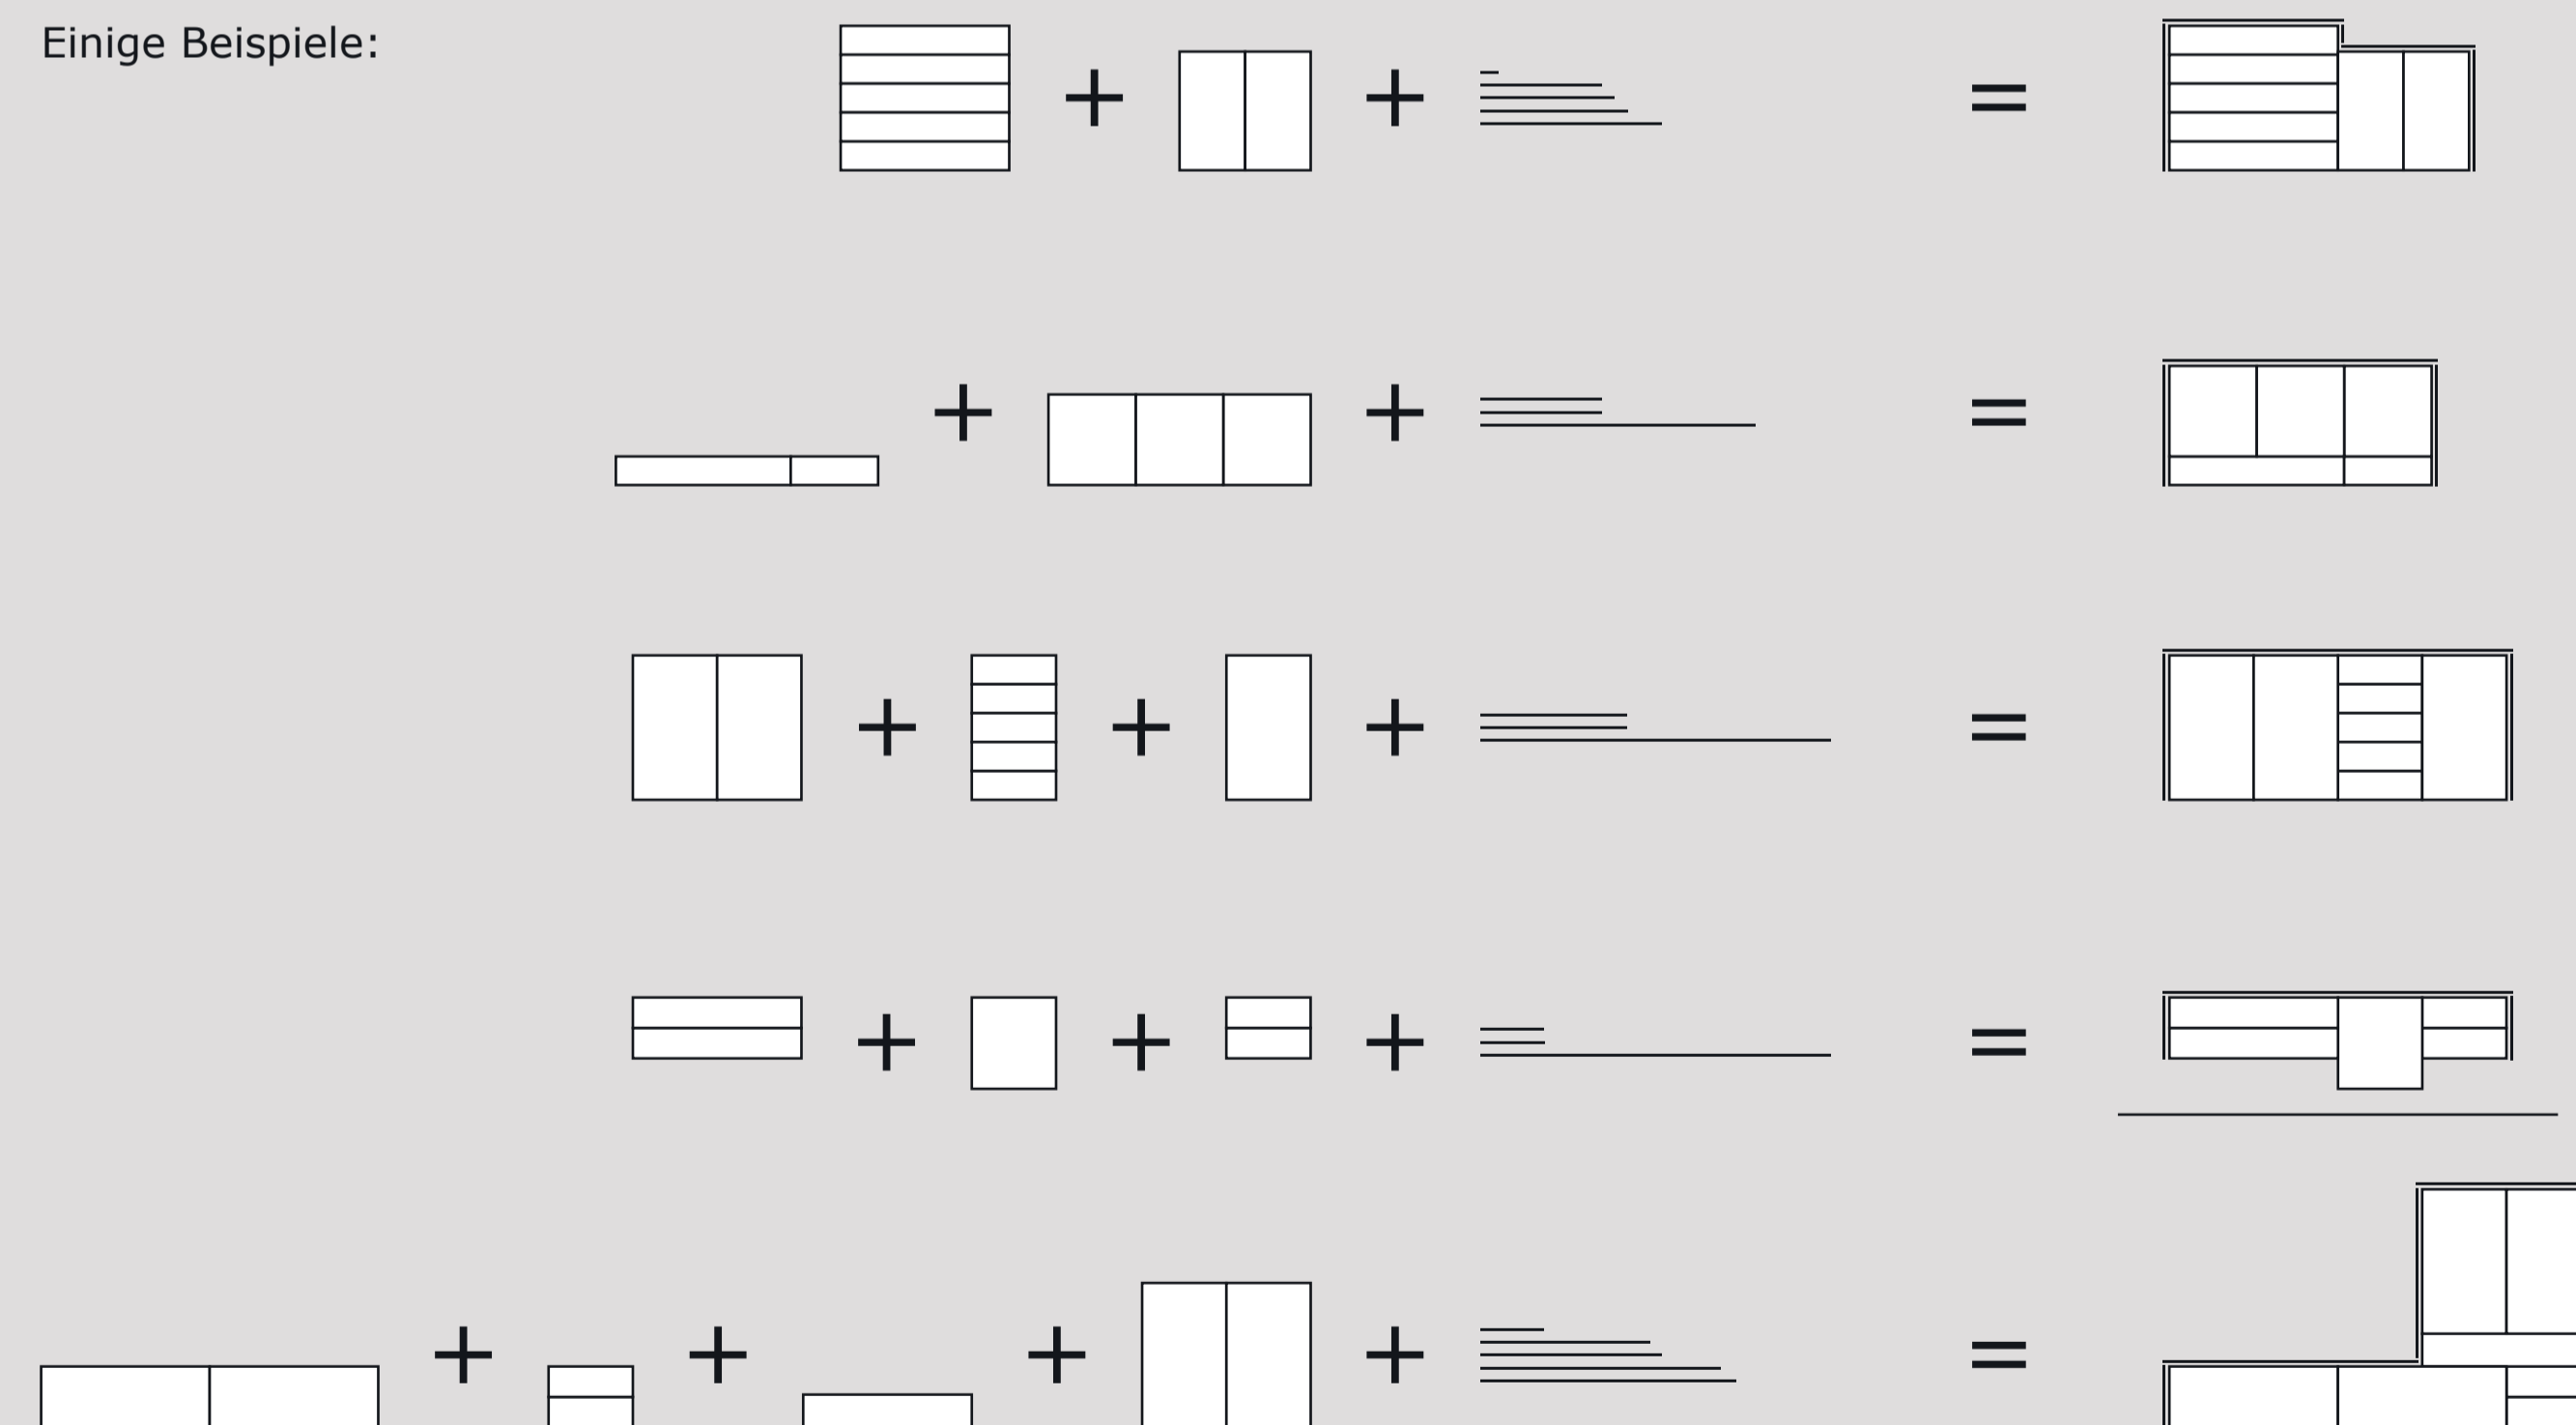 Einige Beispiele:
+ + =
+ + =
+ + + =
+ + + =
+ + + + =